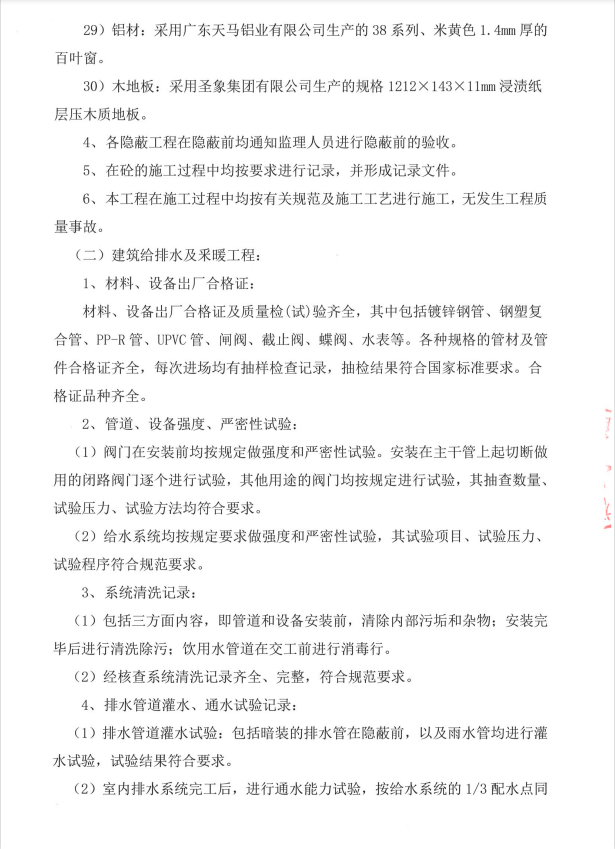 29）铝材：采用广东天马铝业有限公司生产的 38 系列、米黄色 1.4mm 厚的
百叶窗。
30）木地板：采用圣象集团有限公司生产的规格 1212×143×11mm 浸渍纸
层压木质地板。
4、各隐蔽工程在隐蔽前均通知监理人员进行隐蔽前的验收。
5、在砼的施工过程中均按要求进行记录，并形成记录文件。
6、本工程在施工过程中均按有关规范及施工工艺进行施工，无发生工程质
量事故。
（二）建筑给排水及采暖工程：
1、材料、设备出厂合格证：
材料、设备出厂合格证及质量检(试)验齐全，其中包括镀锌钢管、钢塑复
合管、PP-R 管、UPVC 管、闸阀、截止阀、蝶阀、水表等。各种规格的管材及管
件合格证齐全，每次进场均有抽样检查记录，抽检结果符合国家标准要求。合
格证品种齐全。
2、管道、设备强度、严密性试验：
（1）阀门在安装前均按规定做强度和严密性试验。安装在主干管上起切断做
用的闭路阀门逐个进行试验，其他用途的阀门均按规定进行试验，其抽查数量、
试验压力、试验方法均符合要求。
（2）给水系统均按规定要求做强度和严密性试验，其试验项目、试验压力、
试验程序符合规范要求。
3、系统清洗记录：
（1）包括三方面内容，即管道和设备安装前，清除内部污垢和杂物；安装完
毕后进行清洗除污；饮用水管道在交工前进行消毒行。
（2）经核查系统清洗记录齐全、完整，符合规范要求。
4、排水管道灌水、通水试验记录：
（1）排水管道灌水试验：包括暗装的排水管在隐蔽前，以及雨水管均进行灌
水试验，试验结果符合要求。
（2）室内排水系统完工后，进行通水能力试验，按给水系统的 1/3 配水点同